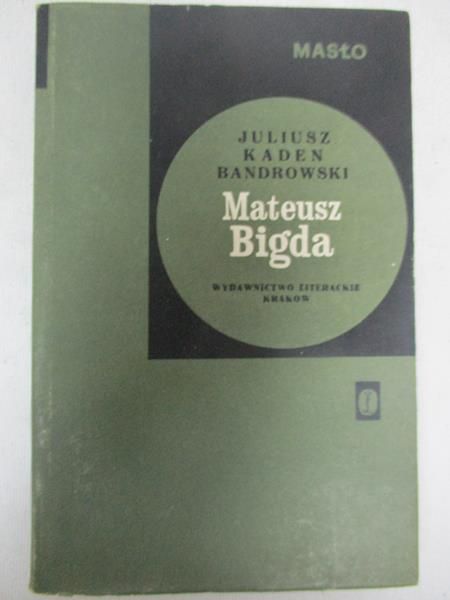 MASŁO
JULIUSZ
KADEN
BANDROWSKI
Mateusz
Bigda
WYDAWNICTWO LITERACKIE
KRAKÓW